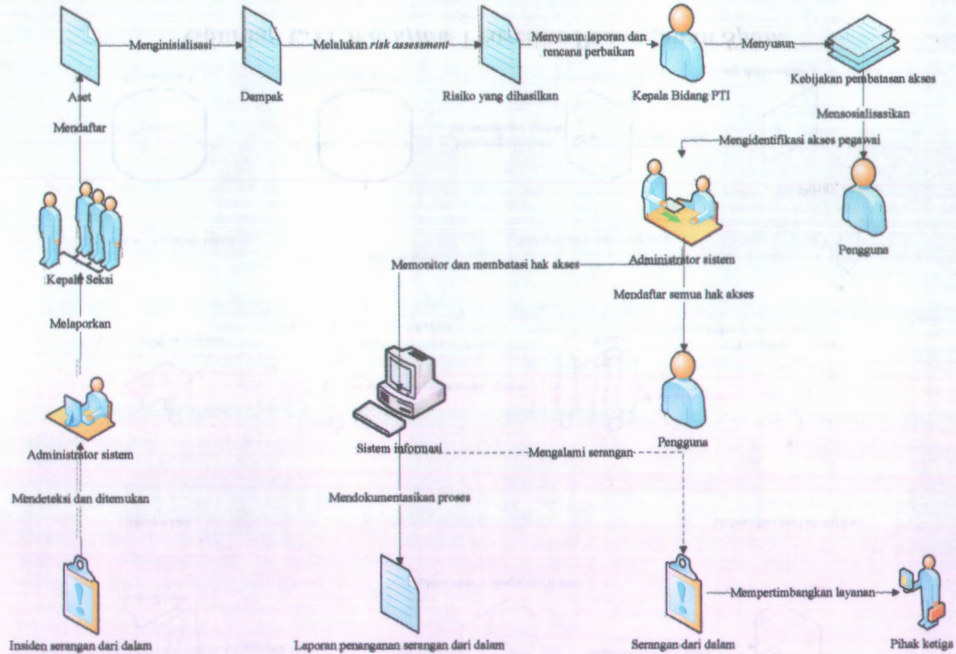 Menginisialisasi
Melalukan risk assessment
Menyusun laporan dan
rencana perbaikan
Menyusun
Aset
Dampak
Risiko yang dihasilkan
Kepala Bidang PTI
Kebijakan pembatasan akses
Mendaftar
Mensosialisasikan
Mengidentifikasi akses pegawai
Kepala Seksi
Administrator sistem
Pengguna
Memonitor dan membatasi hak akses
Mendaftar semua hak akses
Melaporkan
Administrator sistem
Sistem informasi
Pengguna
Mengalami serangan
Mendeteksi dan ditemukan
Mendokumentasikan proses
Mempertimbangkan layanan
Insiden serangan dari dalam
Laporan penanganan serangan dari dalam
Serangan dari dalam
Pihak ketiga